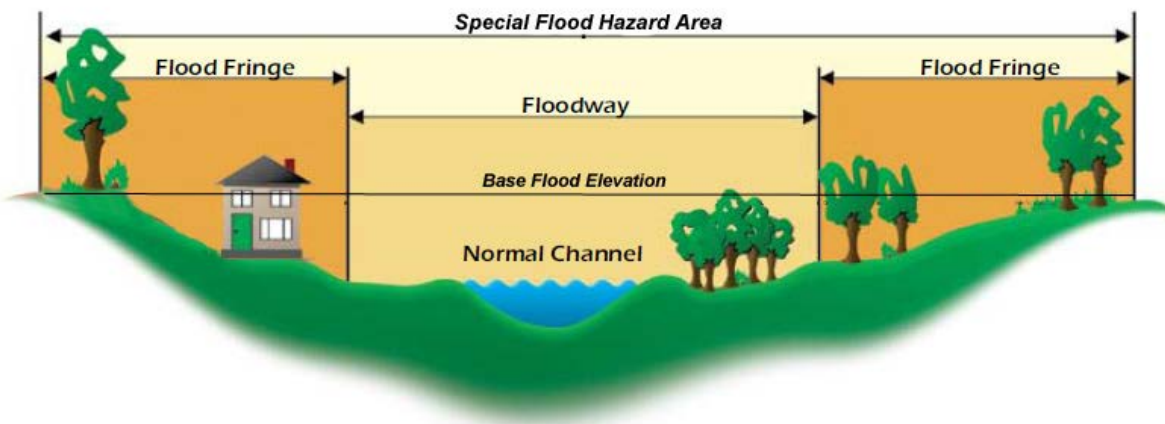 Special Flood Hazard Area
Flood Fringe
Flood Fringe
Floodway
Base Flood Elevation
Normal Channel